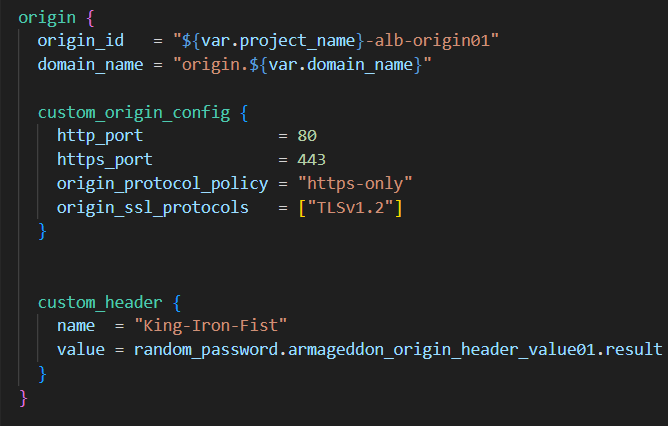 origin {
  origin_id   = "${var.project_name}-alb-origin01"
  domain_name = "origin.${var.domain_name}"

  custom_origin_config {
    http_port              = 80
    https_port             = 443
    origin_protocol_policy = "https-only"
    origin_ssl_protocols   = ["TLSv1.2"]
  }


  custom_header {
    name  = "King-Iron-Fist"
    value = random_password.armageddon_origin_header_value01.result
  }
}